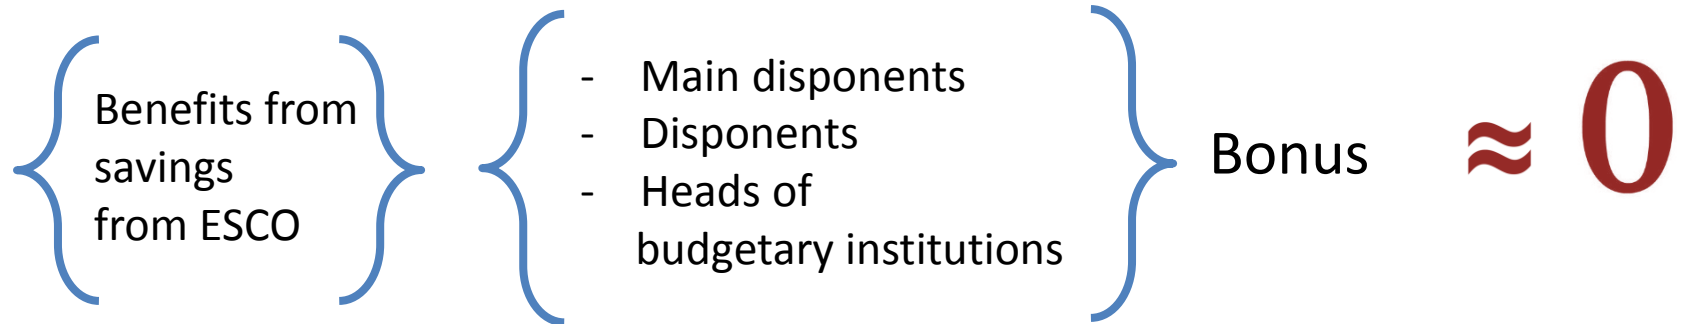 Benefits from
savings
from ESCO
- Main disponents
- Disponents
- Heads of
budgetary institutions
Bonus ≈ 0